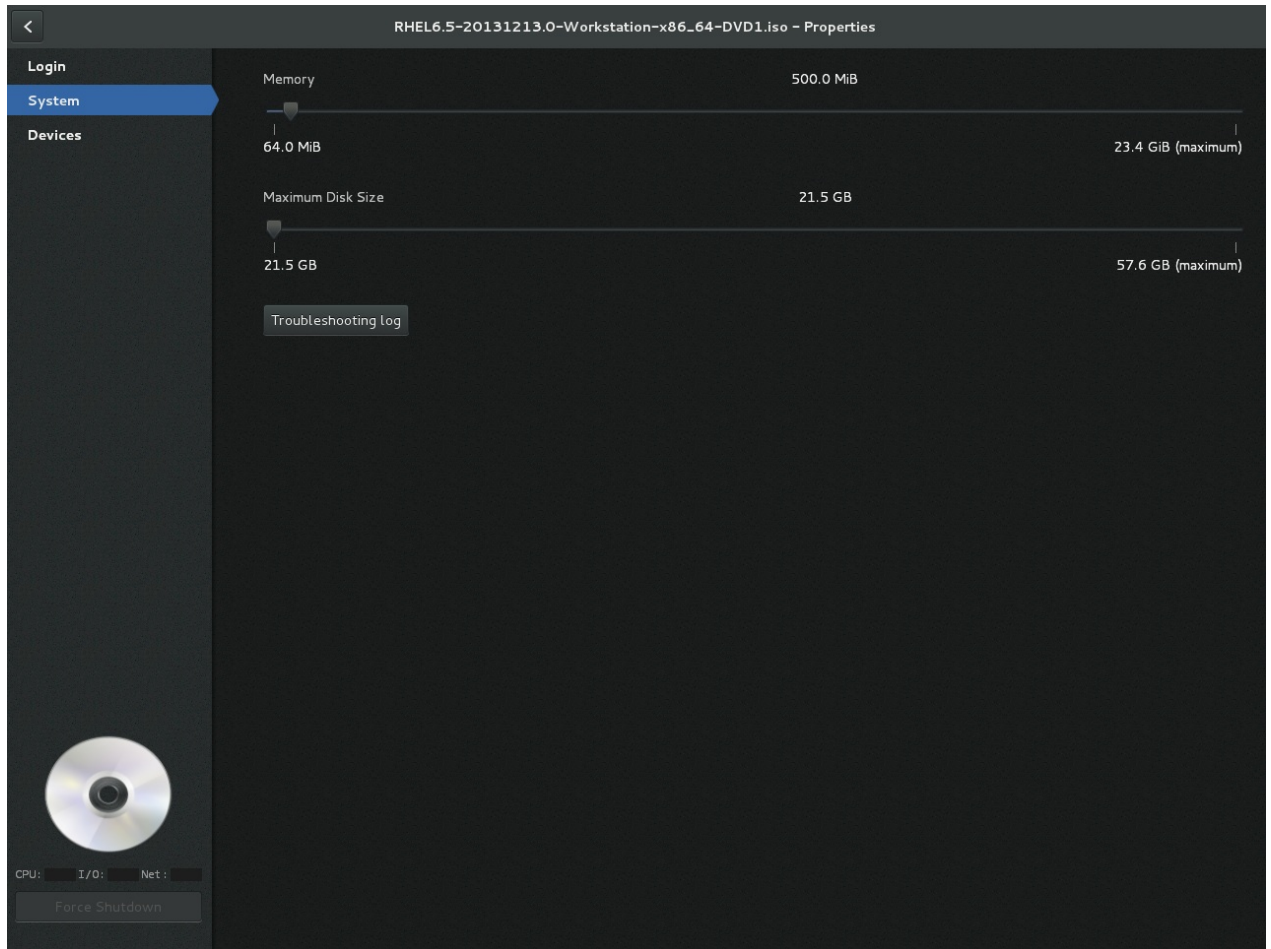 RHEL6.5-20131213.0-Workstation-x86_64-DVD1.iso - Properties
Login
System
Devices
Memory 500.0 MiB
64.0 MiB 23.4 GiB (maximum)
Maximum Disk Size 21.5 GB
21.5 GB 57.6 GB (maximum)
Troubleshooting log
CPU: I/O: Net:
Force Shutdown